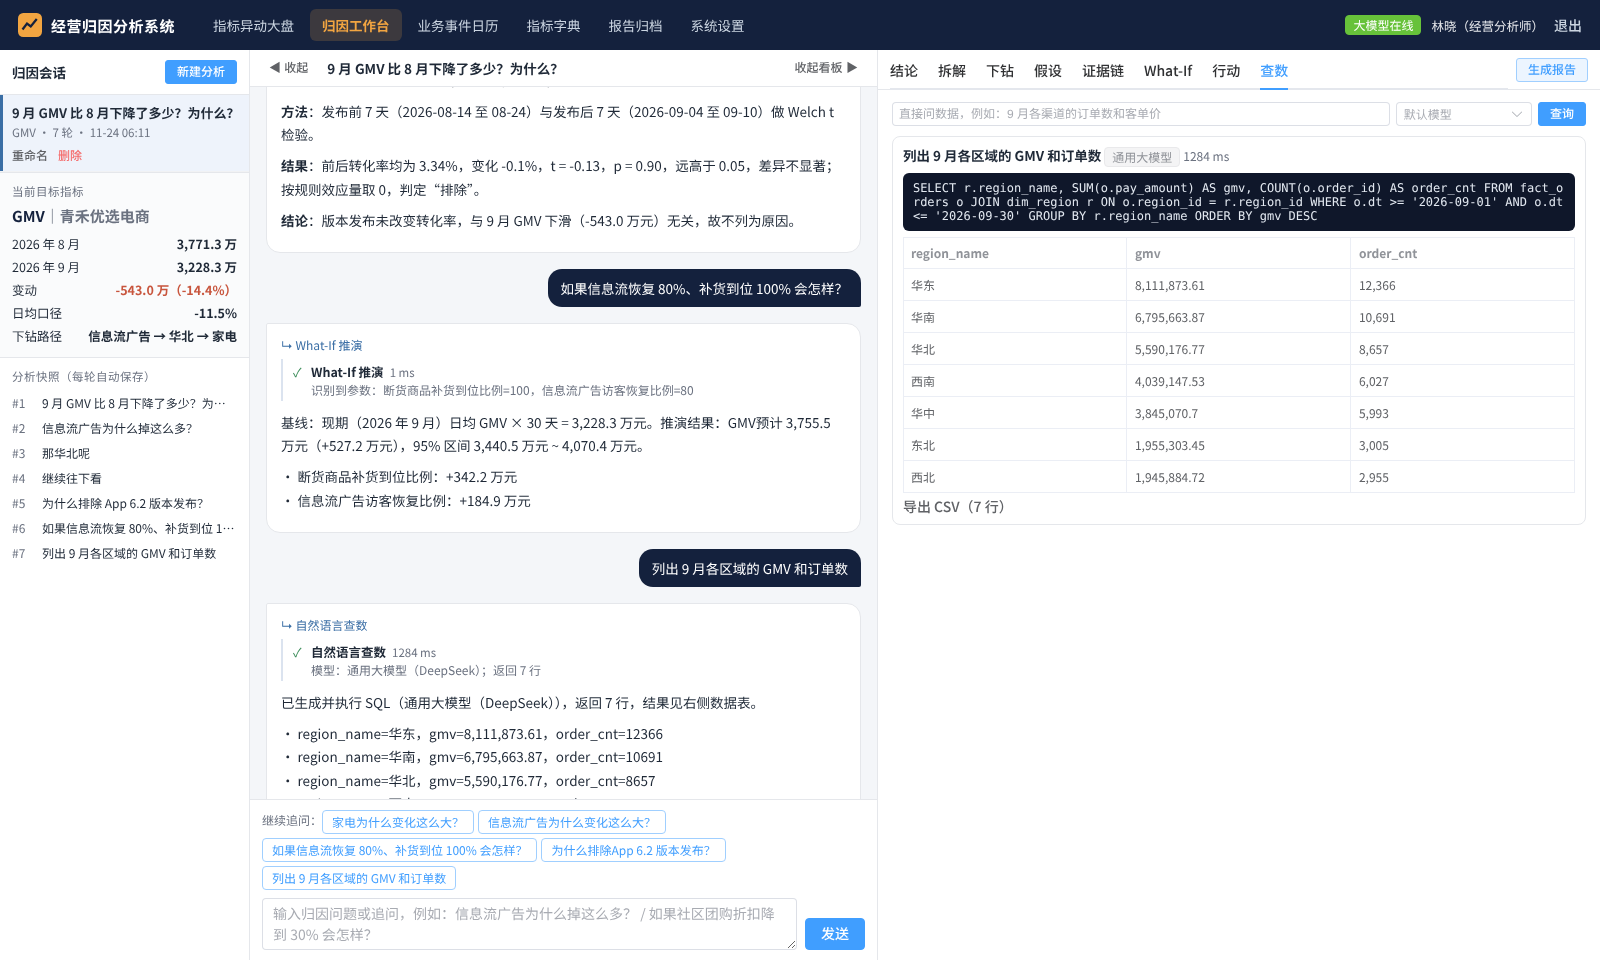 经营归因分析系统
指标异动大盘
归因工作台
业务事件日历
指标字典
报告归档
系统设置
大模型在线
林晓（经营分析师）
退出
归因会话
新建分析
9 月 GMV 比 8 月下降了多少？为什么？
GMV · 7 轮 · 11-24 06:11
重命名 删除
当前目标指标
GMV | 青禾优选电商
2026 年 8 月 3,771.3 万
2026 年 9 月 3,228.3 万
变动 -543.0 万（-14.4%）
日均口径 -11.5%
下钻路径 信息流广告 → 华北 → 家电
分析快照（每轮自动保存）
#1 9 月 GMV 比 8 月下降了多少？为…
#2 信息流广告为什么掉这么多？
#3 那华北呢
#4 继续往下看
#5 为什么排除 App 6.2 版本发布？
#6 如果信息流恢复 80%、补货到位 1…
#7 列出 9 月各区域的 GMV 和订单数
◀ 收起
9 月 GMV 比 8 月下降了多少？为什么？
收起看板 ▶
方法：发布前 7 天（2026-08-14 至 08-24）与发布后 7 天（2026-09-04 至 09-10）做 Welch t
检验。
结果：前后转化率均为 3.34%，变化 -0.1%，t = -0.13，p = 0.90，远高于 0.05，差异不显著；
按规则效应量取 0，判定“排除”。
结论：版本发布未改变转化率，与 9 月 GMV 下滑（-543.0 万元）无关，故不列为原因。
如果信息流恢复 80%、补货到位 100% 会怎样？
↳ What-If 推演
✓ What-If 推演 1 ms
识别到参数：断货商品补货到位比例=100，信息流广告访客恢复比例=80
基线：现期（2026 年 9 月）日均 GMV × 30 天 = 3,228.3 万元。推演结果：GMV预计 3,755.5
万元（+527.2 万元），95% 区间 3,440.5 万元 ~ 4,070.4 万元。
• 断货商品补货到位比例：+342.2 万元
• 信息流广告访客恢复比例：+184.9 万元
列出 9 月各区域的 GMV 和订单数
↳ 自然语言查数
✓ 自然语言查数 1284 ms
模型：通用大模型（DeepSeek）；返回 7 行
已生成并执行 SQL（通用大模型（DeepSeek）），返回 7 行，结果见右侧数据表。
• region_name=华东，gmv=8,111,873.61，order_cnt=12366
• region_name=华南，gmv=6,795,663.87，order_cnt=10691
• region_name=华北，gmv=5,590,176.77，order_cnt=8657
继续追问：
家电为什么变化这么大？
信息流广告为什么变化这么大？
如果信息流恢复 80%、补货到位 100% 会怎样？
为什么排除App 6.2 版本发布？
列出 9 月各区域的 GMV 和订单数
输入归因问题或追问，例如：信息流广告为什么掉这么多？ / 如果社区团购折扣降
到 30% 会怎样？
发送
结论
拆解
下钻
假设
证据链
What-If
行动
查数
生成报告
直接问数据，例如：9 月各渠道的订单数和客单价
默认模型
查询
列出 9 月各区域的 GMV 和订单数 通用大模型 1284 ms
SELECT r.region_name, SUM(o.pay_amount) AS gmv, COUNT(o.order_id) AS order_cnt FROM fact_o
rders o JOIN dim_region r ON o.region_id = r.region_id WHERE o.dt >= '2026-09-01' AND o.dt
<= '2026-09-30' GROUP BY r.region_name ORDER BY gmv DESC
region_name gmv order_cnt
华东 8,111,873.61 12,366
华南 6,795,663.87 10,691
华北 5,590,176.77 8,657
西南 4,039,147.53 6,027
华中 3,845,070.7 5,993
东北 1,955,303.45 3,005
西北 1,945,884.72 2,955
导出 CSV（7 行）